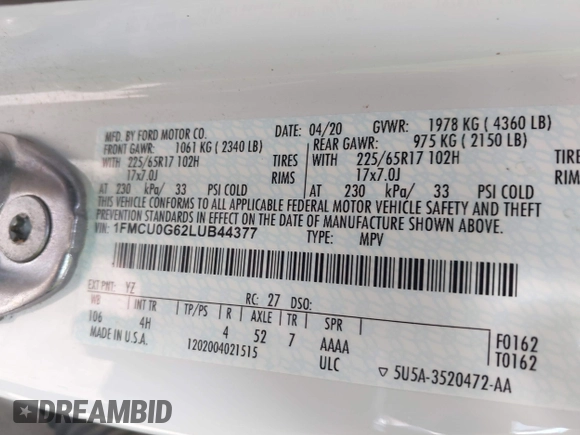 MFD. BY FORD MOTOR CO.
DATE: 04/20 GVWR: 1978 KG ( 4360 LB)
FRONT GAWR: 1061 KG ( 2340 LB) REAR GAWR: 975 KG ( 2150 LB)
WITH 225/65R17 102H TIRES WITH 225/65R17 102H TIRES
17x7.0J RIMS 17x7.0J RIMS
AT 230 kPa/ 33 PSI COLD AT 230 kPa/ 33 PSI COLD
THIS VEHICLE CONFORMS TO ALL APPLICABLE FEDERAL MOTOR VEHICLE SAFETY AND THEFT
PREVENTION STANDARDS IN EFFECT ON THE DATE OF MANUFACTURE SHOWN ABOVE.
VIN: 1FMCU0G62LUB44377 TYPE: MPV
EXT PNT: YZ RC: 27 DSO:
WB INT TR TP/PS R AXLE TR SPR
106 4H 4 52 7 AAAA F0162
ULC T0162
MADE IN U.S.A. 1202004021515 ▽ 5U5A-3520472-AA
DREAMBID